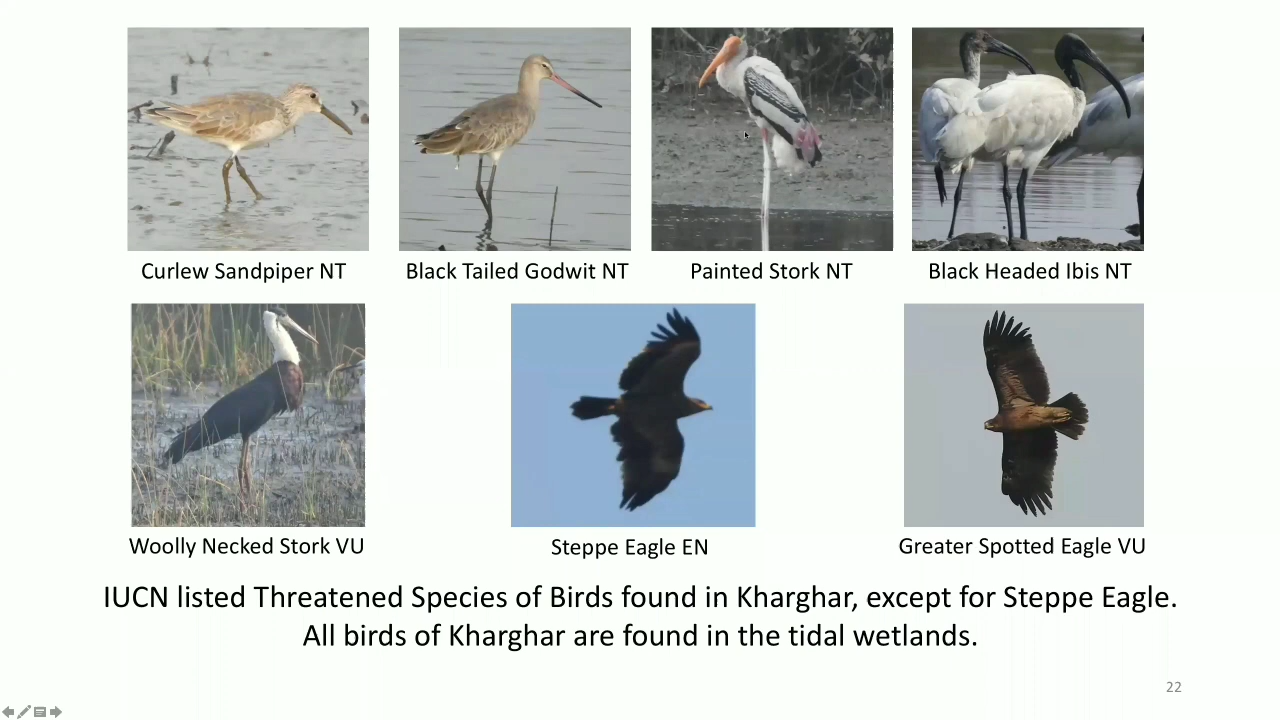 Curlew Sandpiper NT
Black Tailed Godwit NT
Painted Stork NT
Black Headed Ibis NT
Woolly Necked Stork VU
Steppe Eagle EN
Greater Spotted Eagle VU
IUCN listed Threatened Species of Birds found in Kharghar, except for Steppe Eagle.
All birds of Kharghar are found in the tidal wetlands.
22